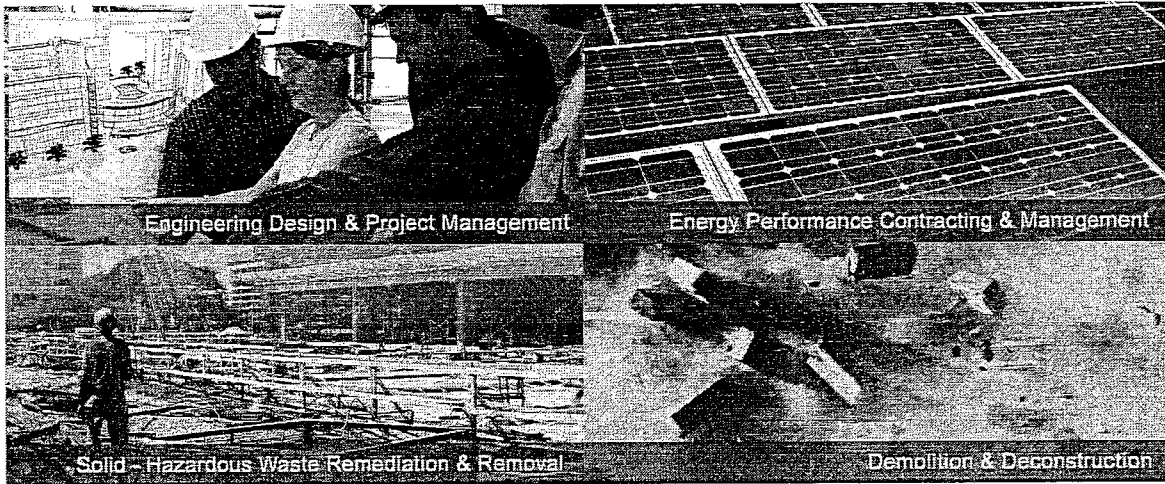 Engineering Design & Project Management
Energy Performance Contracting & Management
Solid - Hazardous Waste Remediation & Removal
Demolition & Deconstruction